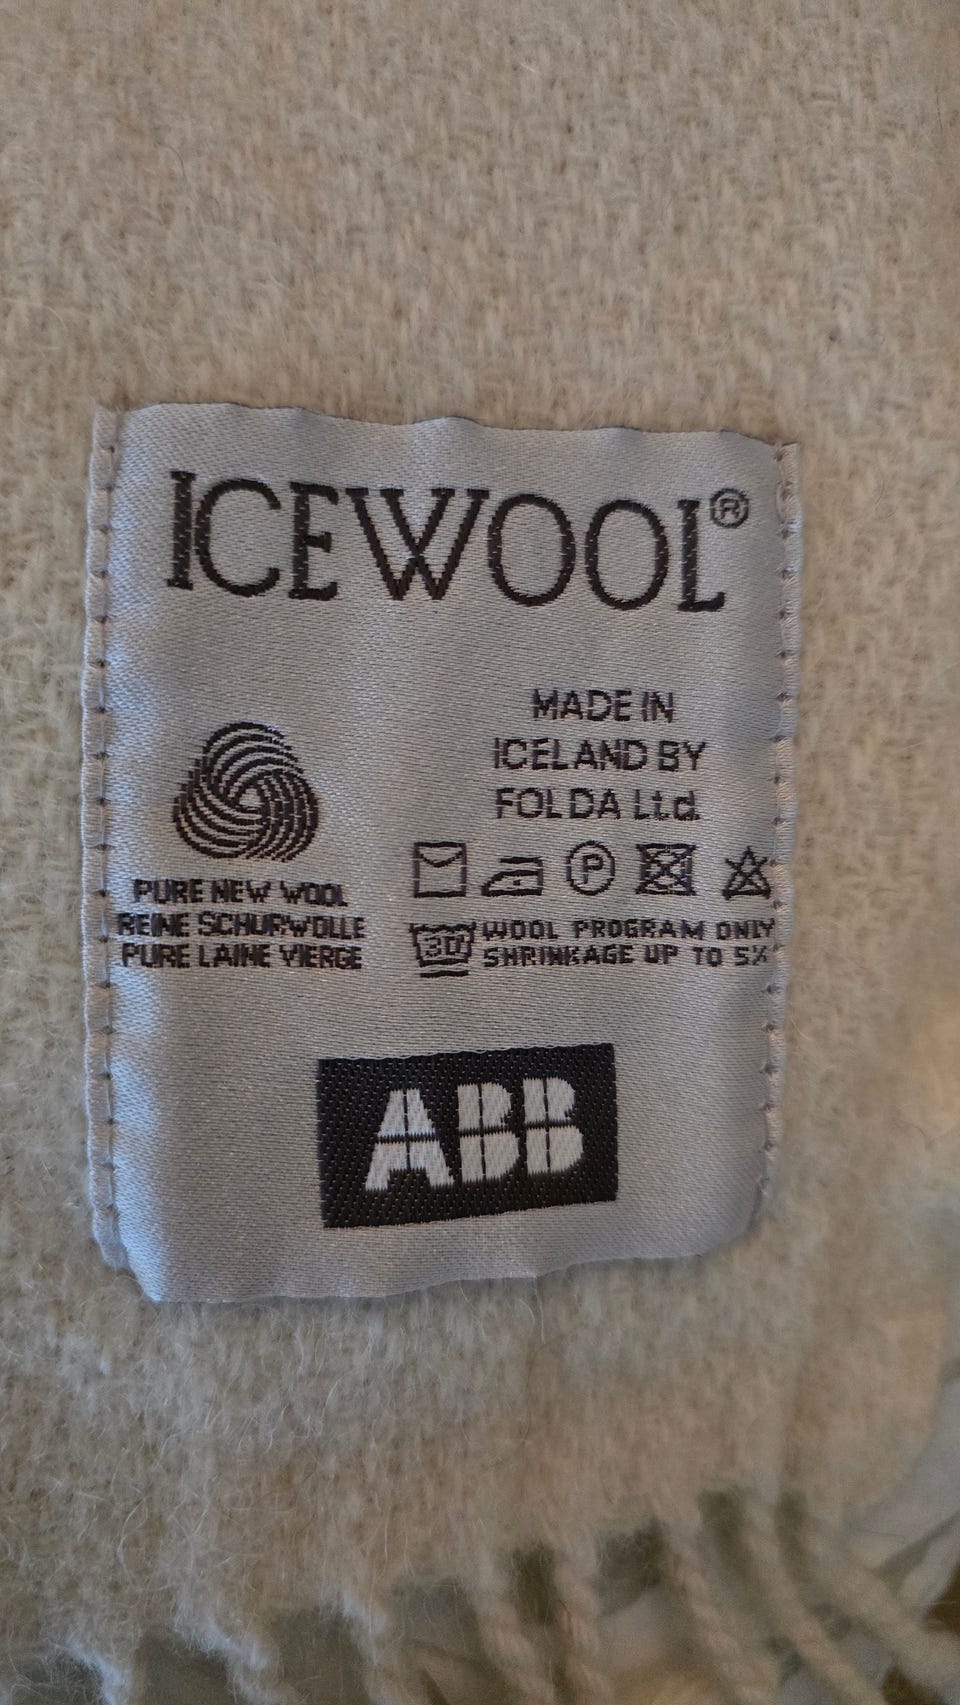 ICEWOOL®
MADE IN
ICELAND BY
FOLDA Ltd.
PURE NEW WOOL
REINE SCHURWOLLE
PURE LAINE VIERGE
P
30 WOOL PROGRAM ONLY
SHRINKAGE UP TO 5%
ABB